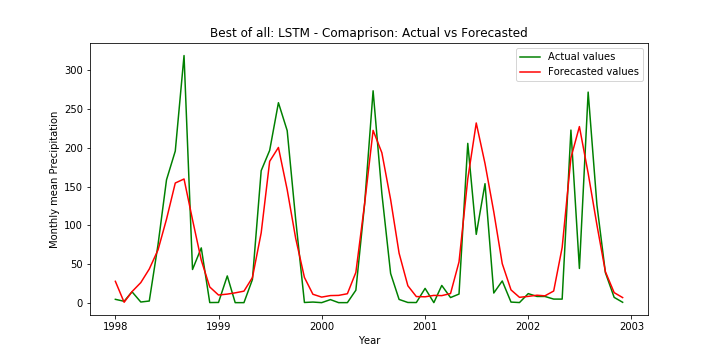 Best of all: LSTM - Comaprison: Actual vs Forecasted
Actual values
Forecasted values
Monthly mean Precipitation
300
250
200
150
100
50
0
1998
1999
2000
2001
2002
2003
Year